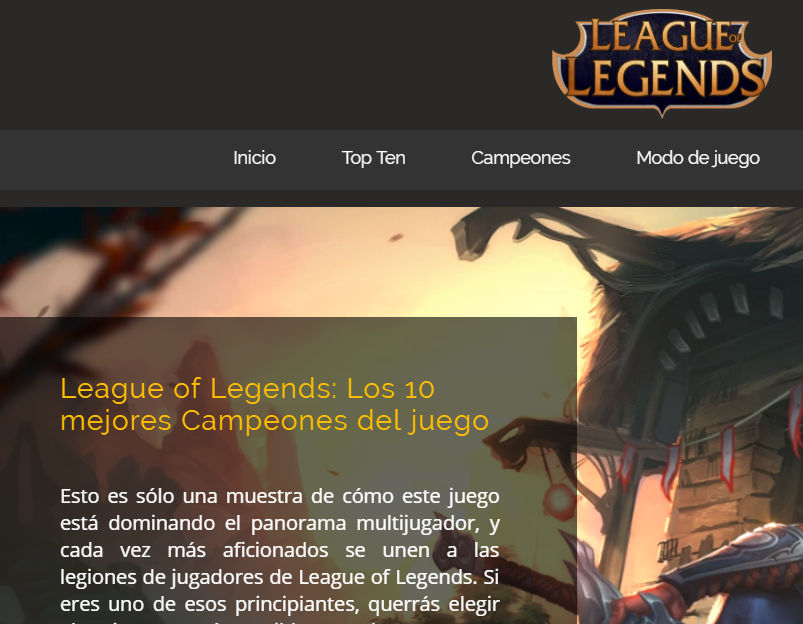 LEAGUE OF
LEGENDS
Inicio Top Ten Campeones Modo de juego
League of Legends: Los 10
mejores Campeones del juego
Esto es sólo una muestra de cómo este juego
está dominando el panorama multijugador, y
cada vez más aficionados se unen a las
legiones de jugadores de League of Legends. Si
eres uno de esos principiantes, querrás elegir